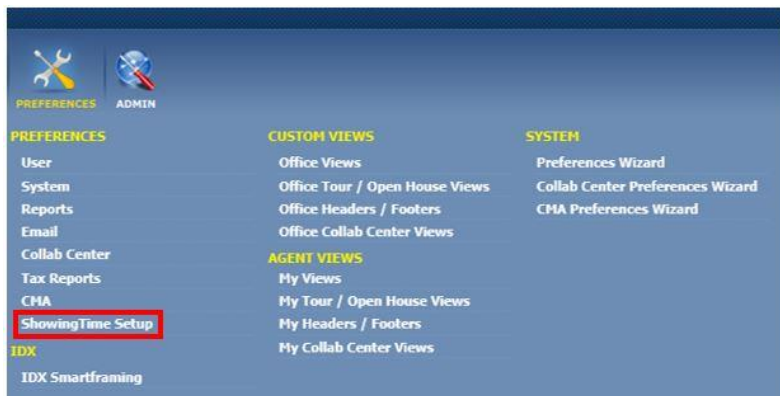 PREFERENCES
ADMIN
PREFERENCES
User
System
Reports
Email
Collab Center
Tax Reports
CMA
ShowingTime Setup
IDX
IDX Smartframing
CUSTOM VIEWS
Office Views
Office Tour / Open House Views
Office Headers / Footers
Office Collab Center Views
AGENT VIEWS
My Views
My Tour / Open House Views
My Headers / Footers
My Collab Center Views
SYSTEM
Preferences Wizard
Collab Center Preferences Wizard
CMA Preferences Wizard